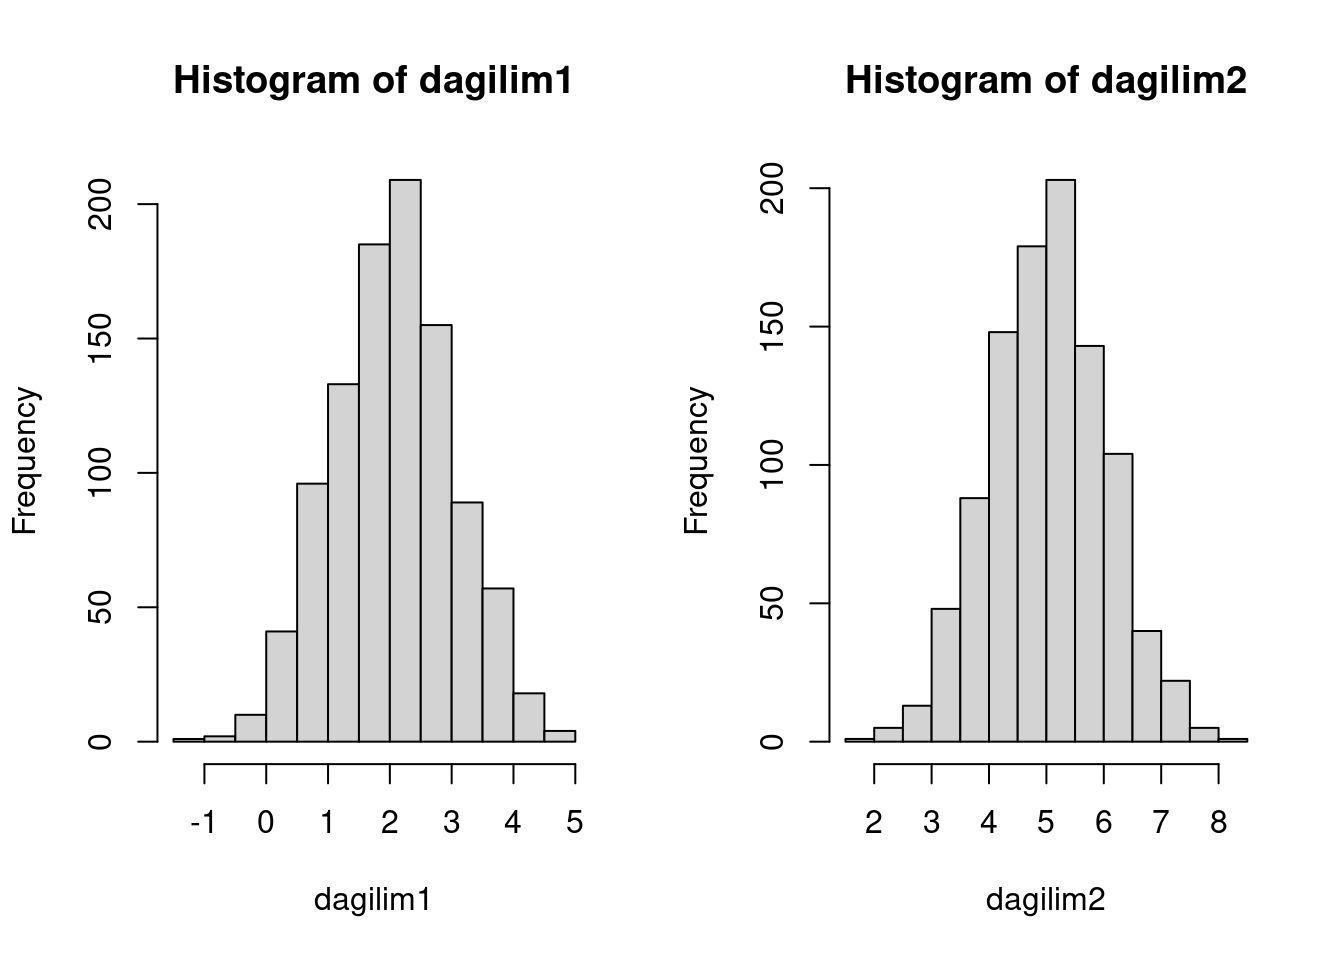 Histogram of dagilim1
Frequency
200
150
100
50
0
-1 0 1 2 3 4 5
dagilim1
Histogram of dagilim2
Frequency
200
150
100
50
0
2 3 4 5 6 7 8
dagilim2